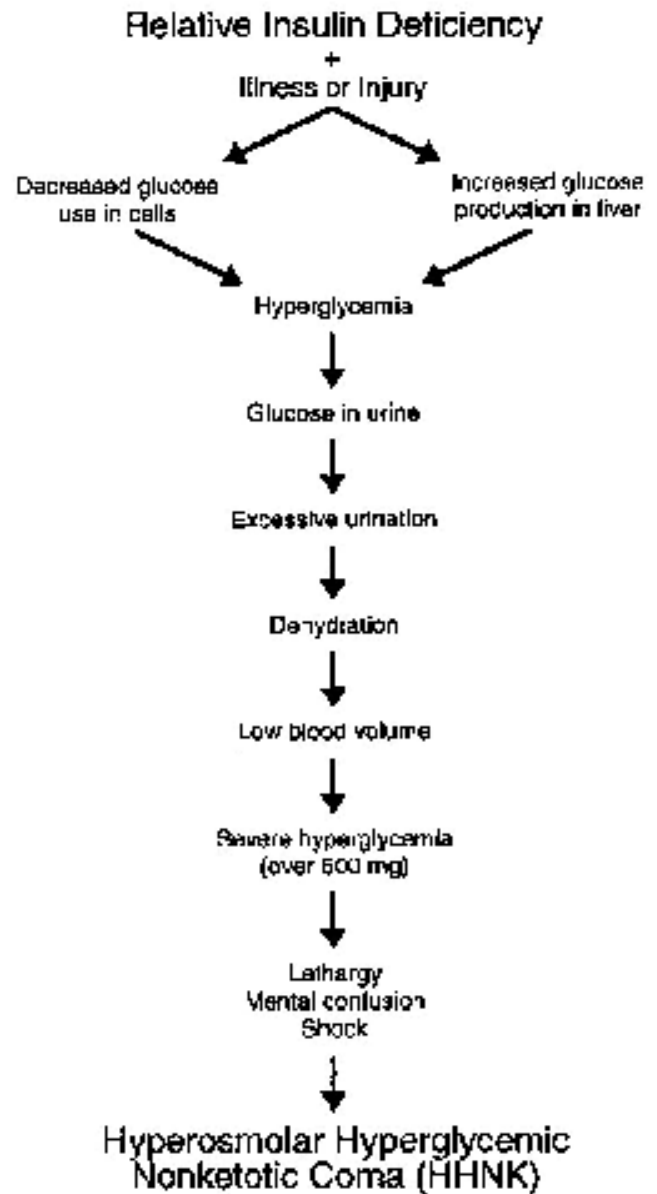 Relative Insulin Deficiency
+
Illness or Injury
Decreased glucose
use in cells
Increased glucose
production in liver
Hyperglycemia
Glucose in urine
Excessive urination
Dehydration
Low blood volume
Severe hyperglycemia
(over 600 mg)
Lethargy
Mental confusion
Shock
Hyperosmolar Hyperglycemic
Nonketotic Coma (HHNK)